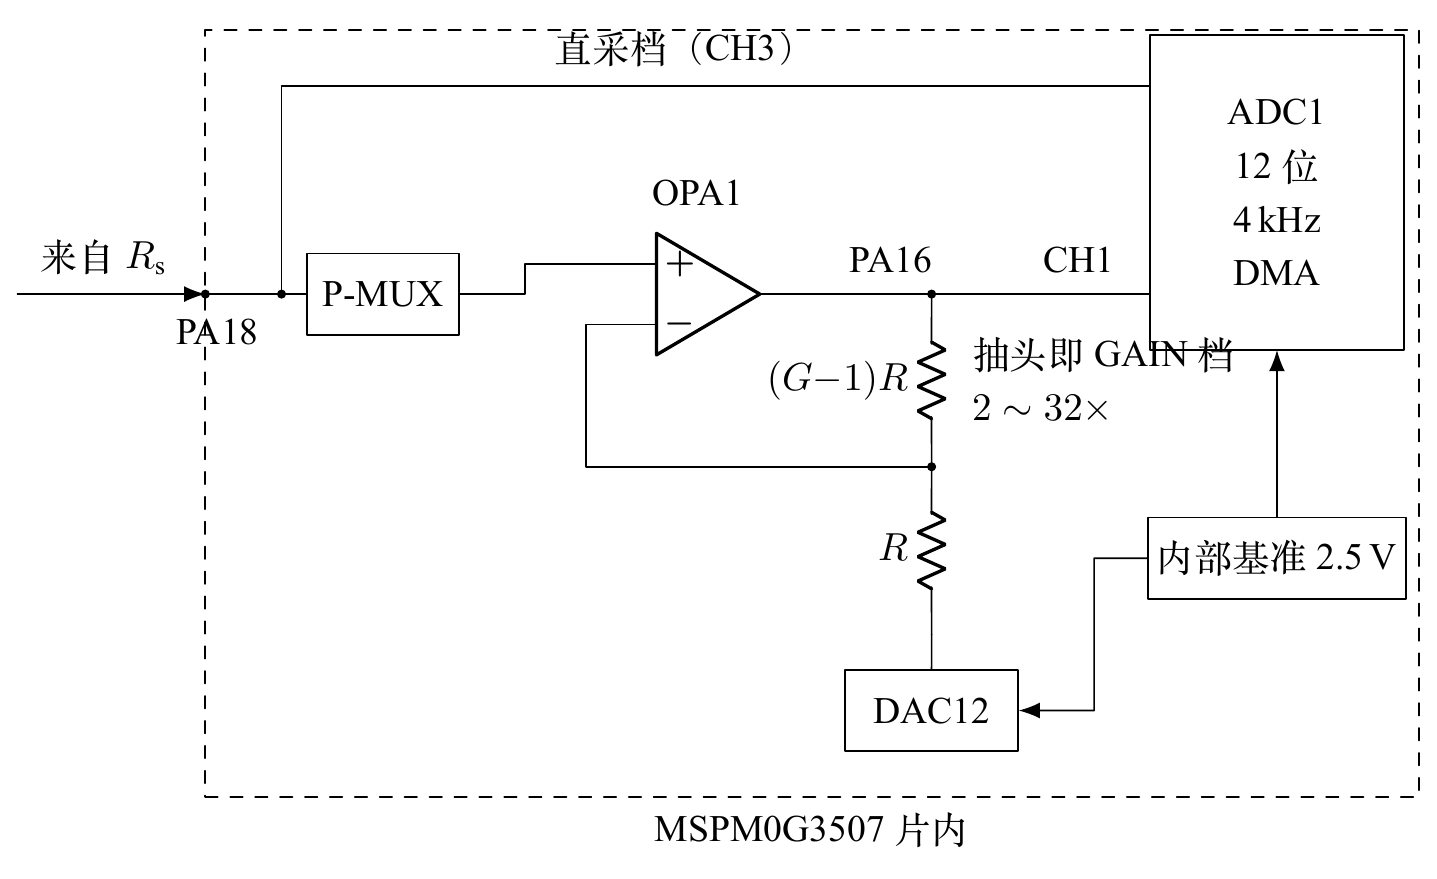 直采档（CH3）
ADC1
12 位
4 kHz
DMA
OPA1
来自 Rs
PA18
P-MUX
+
−
PA16
CH1
(G−1)R
抽头即 GAIN 档
2 ∼ 32×
R
内部基准 2.5 V
DAC12
MSPM0G3507 片内